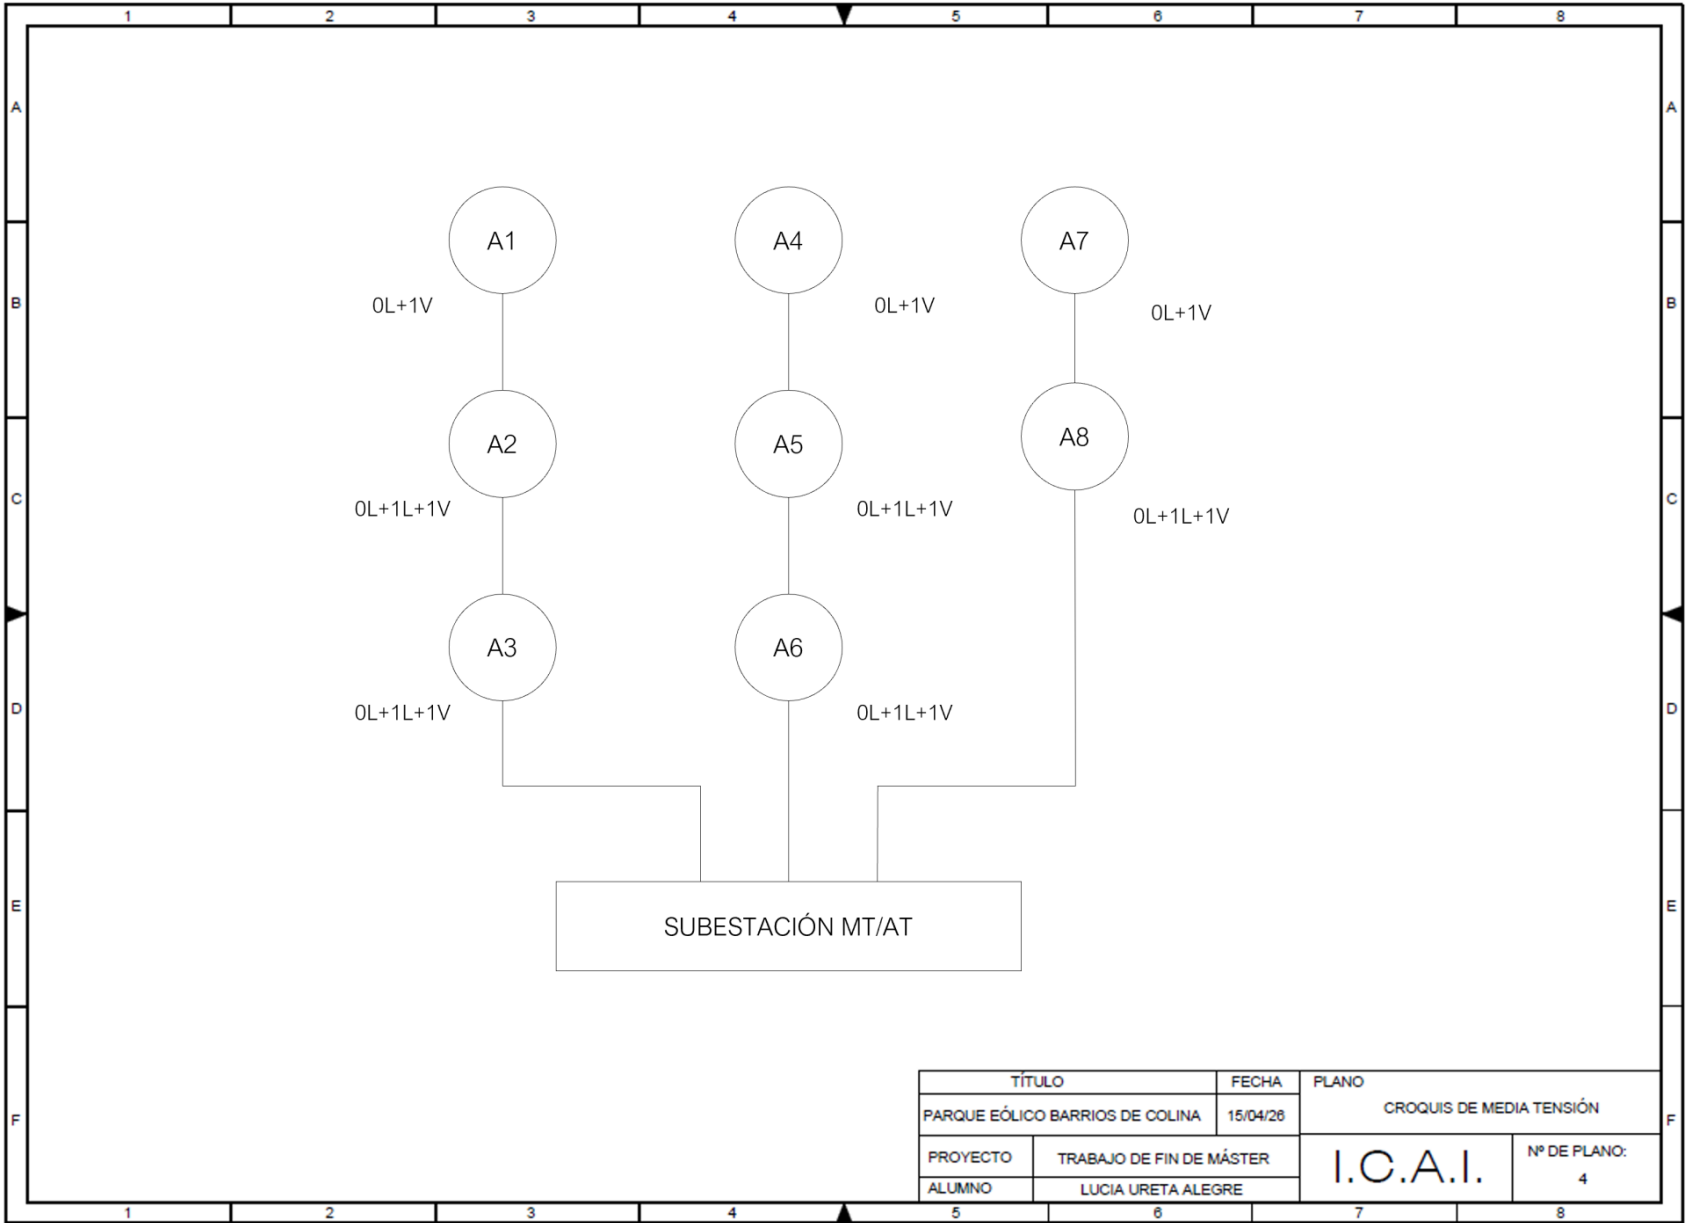 1 2 3 4 5 6 7 8
A A
A1 A4 A7
B B
0L+1V 0L+1V 0L+1V
A2 A5 A8
C C
0L+1L+1V 0L+1L+1V 0L+1L+1V
A3 A6
D D
0L+1L+1V 0L+1L+1V
E E
SUBESTACIÓN MT/AT
F F
TÍTULO FECHA PLANO
PARQUE EÓLICO BARRIOS DE COLINA 15/04/26 CROQUIS DE MEDIA TENSIÓN
PROYECTO TRABAJO DE FIN DE MÁSTER I.C.A.I. Nº DE PLANO:
4
ALUMNO LUCIA URETA ALEGRE
1 2 3 4 5 6 7 8